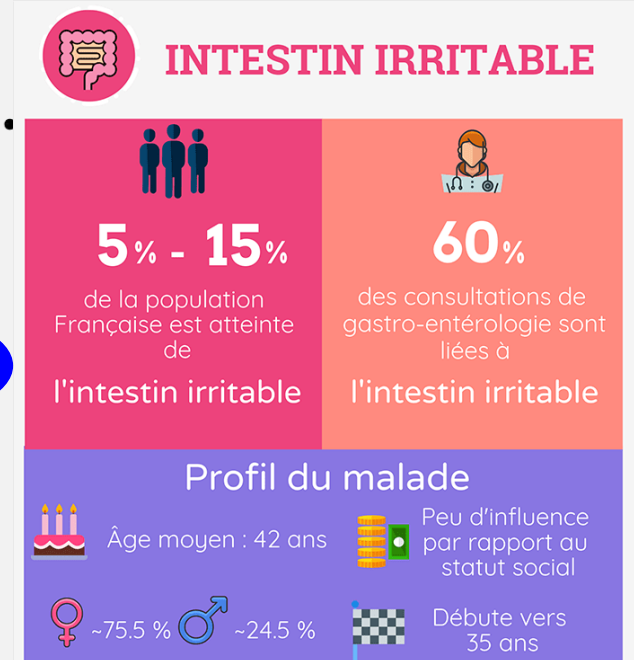 INTESTIN IRRITABLE
5% - 15%
de la population
Française est atteinte
de
l'intestin irritable
60%
des consultations de
gastro-entérologie sont
liées à
l'intestin irritable
Profil du malade
Âge moyen : 42 ans
Peu d'influence
par rapport au
statut social
~75.5 %
~24.5 %
Débute vers
35 ans